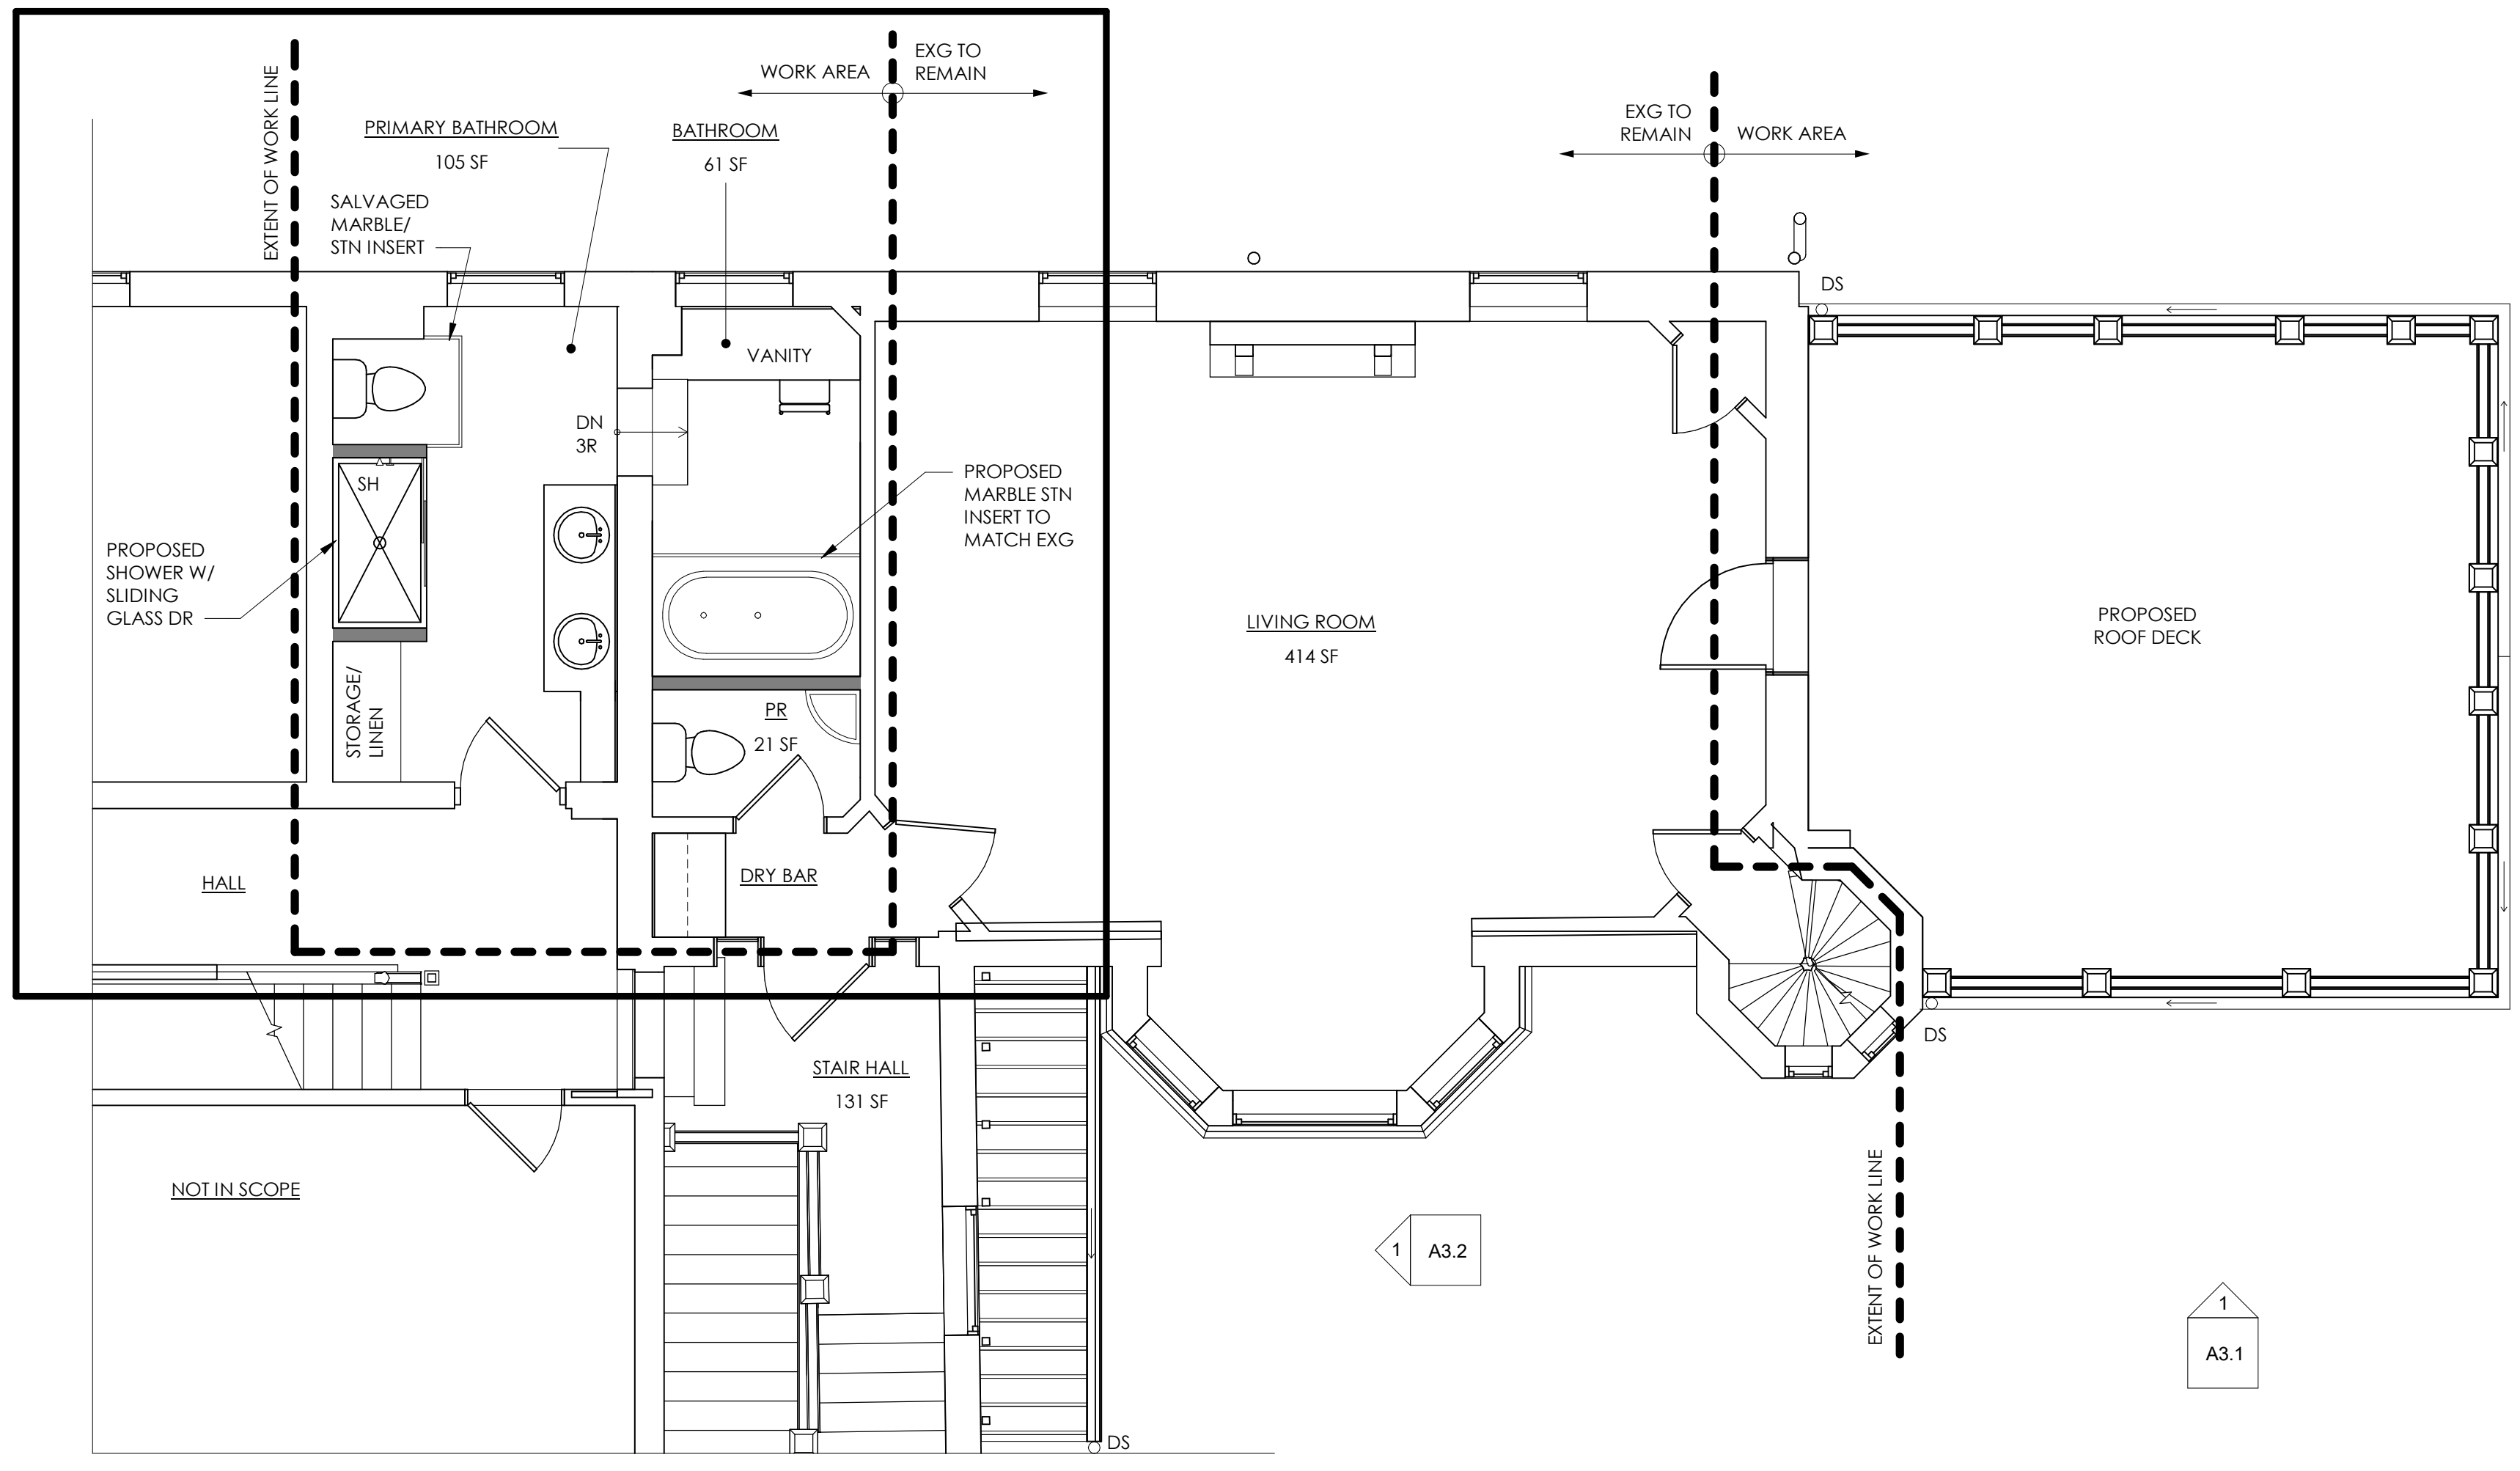 EXTENT OF WORK LINE
WORK AREA
EXG TO
REMAIN
PRIMARY BATHROOM
105 SF
BATHROOM
61 SF
SALVAGED
MARBLE/
STN INSERT
EXG TO
REMAIN
WORK AREA
DS
VANITY
DN
3R
SH
PROPOSED
MARBLE STN
INSERT TO
MATCH EXG
PROPOSED
SHOWER W/
SLIDING
GLASS DR
LIVING ROOM
414 SF
PROPOSED
ROOF DECK
STORAGE/
LINEN
PR
21 SF
HALL
DRY BAR
DS
STAIR HALL
131 SF
NOT IN SCOPE
EXTENT OF WORK LINE
1
A3.2
1
A3.1
DS